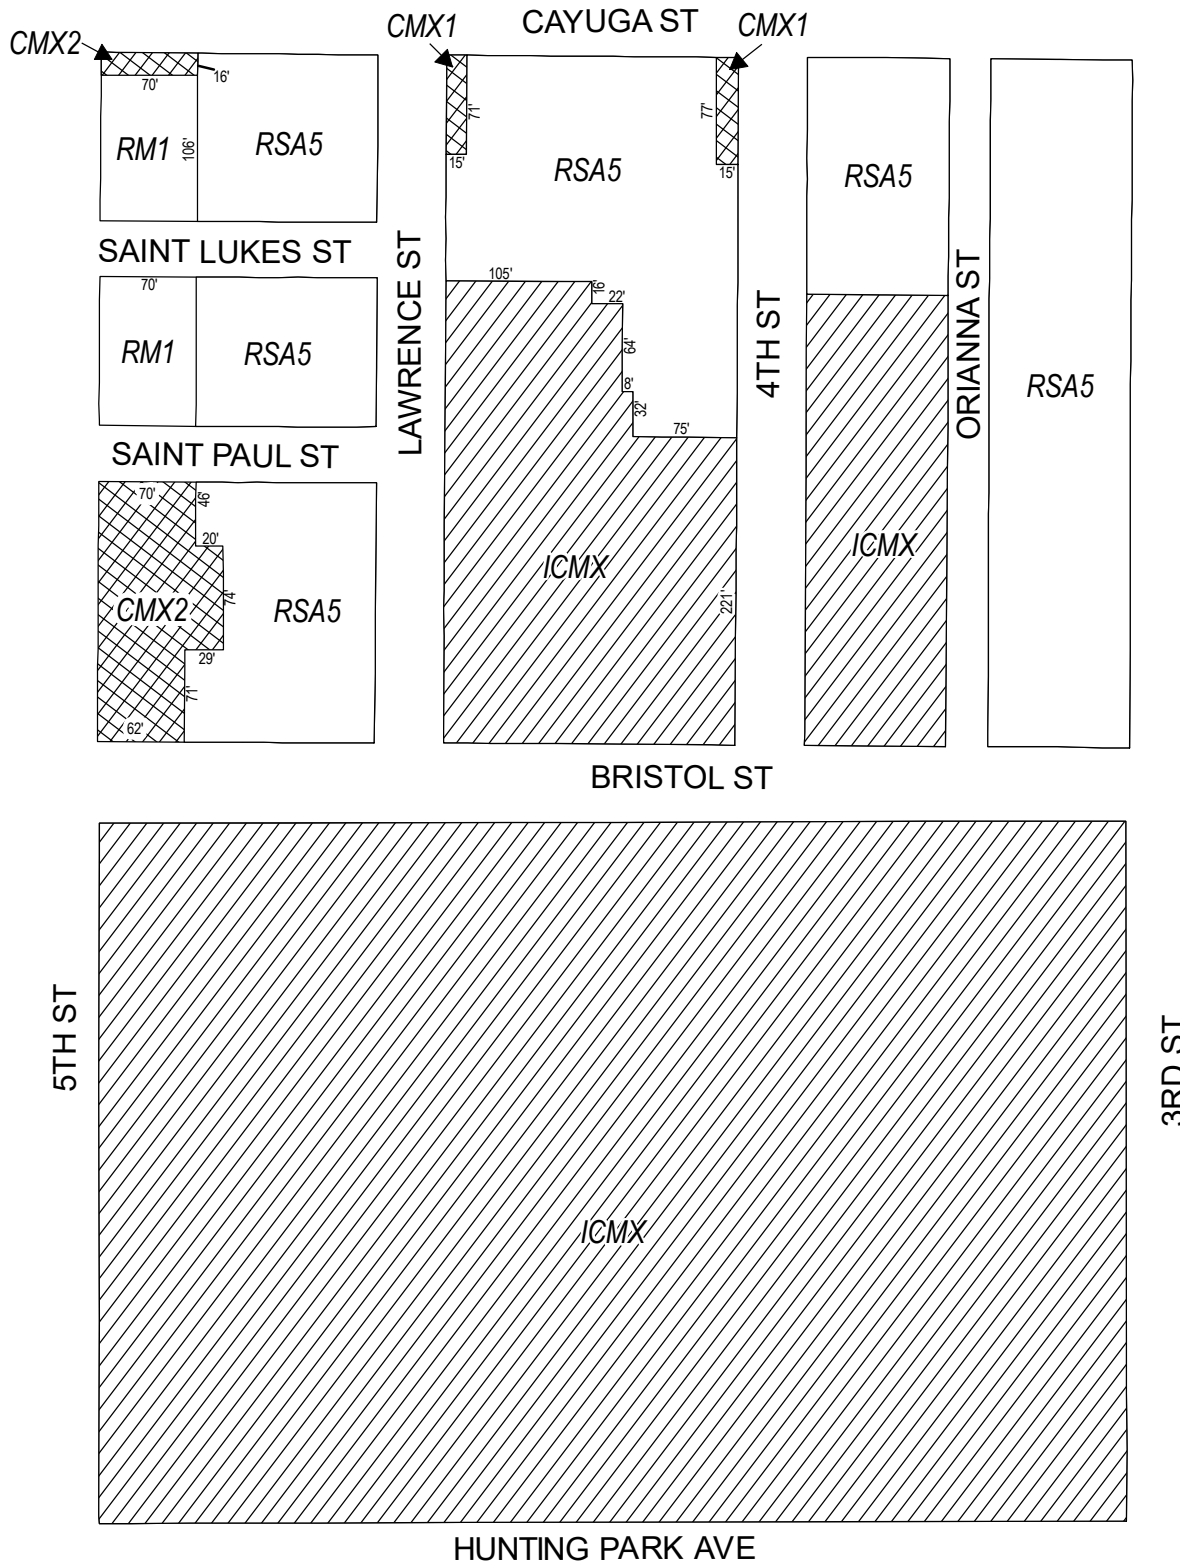 CAYUGA ST
CMX2
CMX1
CMX1
16'
70'
71'
77'
15'
15'
RM1
106'
RSA5
RSA5
RSA5
SAINT LUKES ST
70'
RM1
RSA5
LAWRENCE ST
105'
16'
22'
64'
8'
32'
75'
4TH ST
ORIANNA ST
RSA5
SAINT PAUL ST
70'
46'
20'
CMX2
74'
RSA5
29'
71'
62'
ICMX
221'
ICMX
BRISTOL ST
5TH ST
3RD ST
ICMX
HUNTING PARK AVE